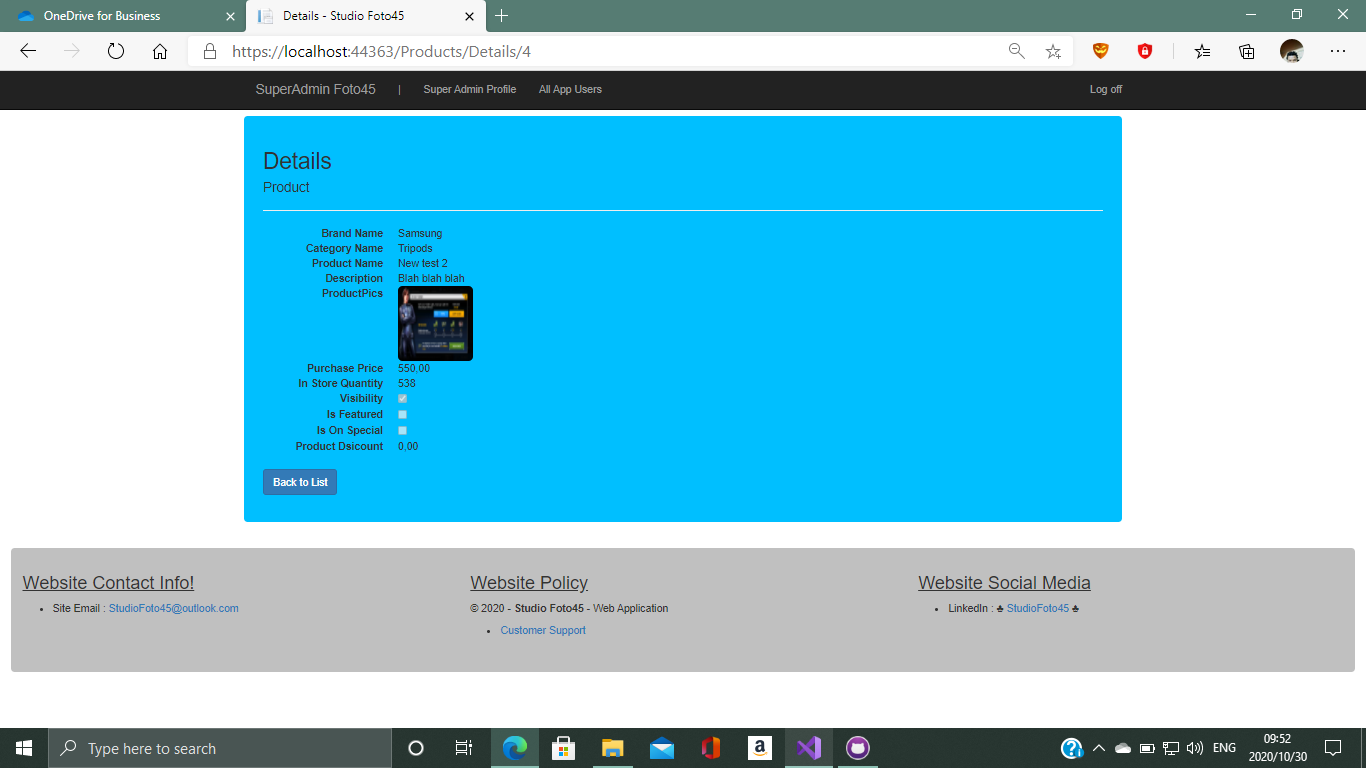 OneDrive for Business
Details - Studio Foto45
https://localhost:44363/Products/Details/4
SuperAdmin Foto45 | Super Admin Profile All App Users Log off
Details
Product
Brand Name Samsung
Category Name Tripods
Product Name New test 2
Description Blah blah blah
ProductPics
Purchase Price 550,00
In Store Quantity 538
Visibility
Is Featured
Is On Special
Product Dsicount 0,00
Back to List
Website Contact Info!
Site Email : StudioFoto45@outlook.com
Website Policy
© 2020 - Studio Foto45 - Web Application
Customer Support
Website Social Media
LinkedIn : ♣ StudioFoto45 ♣
Type here to search
ENG
09:52
2020/10/30